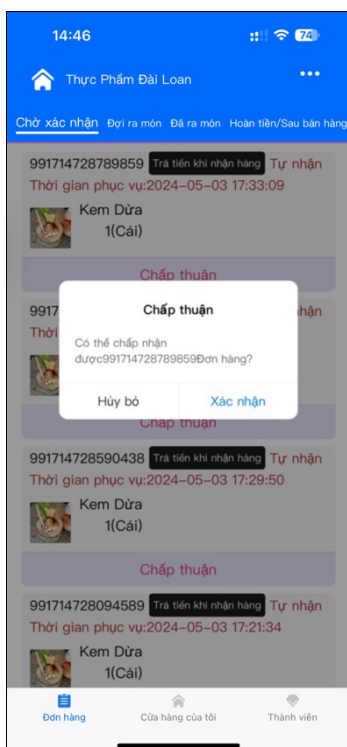 14:46
74
Thực Phẩm Đài Loan
Chờ xác nhận Đợi ra món Đã ra món Hoàn tiền/Sau bán hàng
991714728789859 Trả tiền khi nhận hàng Tự nhận
Thời gian phục vụ:2024-05-03 17:33:09
Kem Dừa
1(Cái)
Chấp thuận
9917
hận
Thời
Chấp thuận
Có thể chấp nhận
được991714728789859Đơn hàng?
Hủy bỏ Xác nhận
Chấp thuận
991714728590438 Trả tiền khi nhận hàng Tự nhận
Thời gian phục vụ:2024-05-03 17:29:50
Kem Dừa
1(Cái)
Chấp thuận
991714728094589 Trả tiền khi nhận hàng Tự nhận
Thời gian phục vụ:2024-05-03 17:21:34
Kem Dừa
1(Cái)
Đơn hàng Cửa hàng của tôi Thành viên